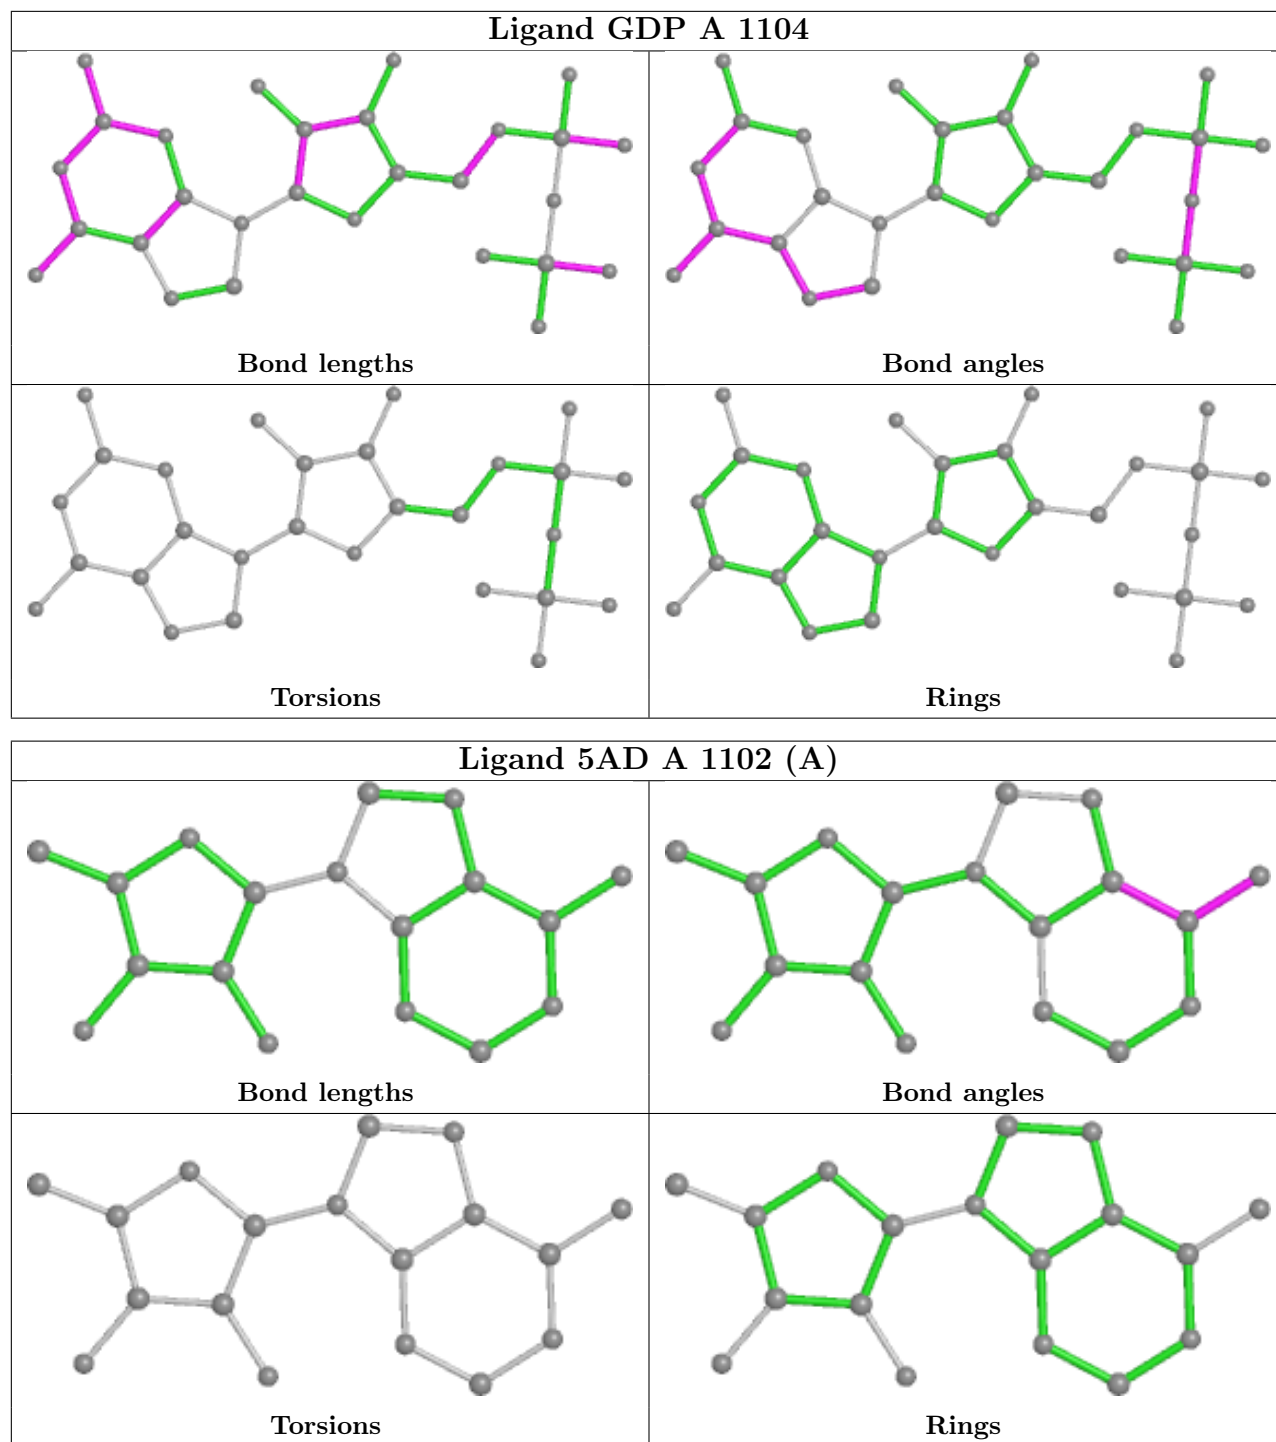 Ligand GDP A 1104
Bond lengths
Bond angles
Torsions
Rings
Ligand 5AD A 1102 (A)
Bond lengths
Bond angles
Torsions
Rings